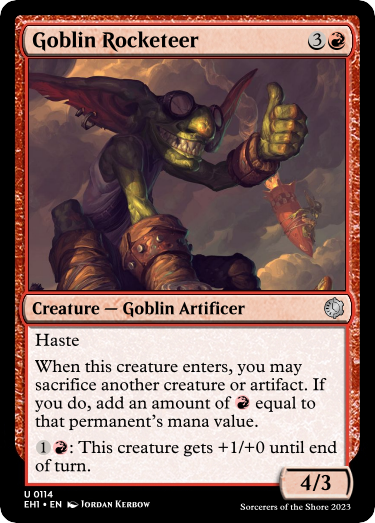 Goblin Rocketeer 3
Creature — Goblin Artificer
Haste
When this creature enters, you may
sacrifice another creature or artifact. If
you do, add an amount of equal to
that permanent's mana value.
1 : This creature gets +1/+0 until end
of turn.
4/3
U 0114
EH1 • EN Jordan Kerbow
Sorcerers of the Shore 2023